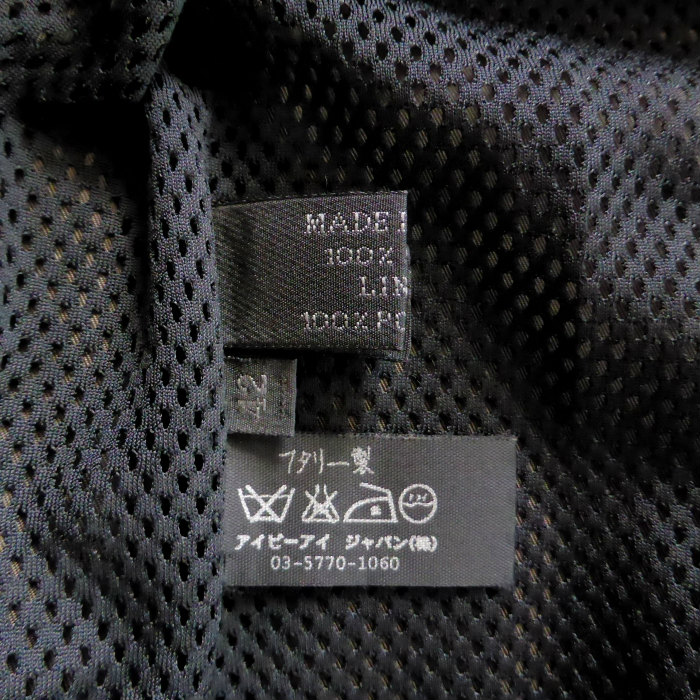 MADE I
100%
LIN
100% PO
42
イタリー製
アイピーアイ ジャパン(株)
03-5770-1060